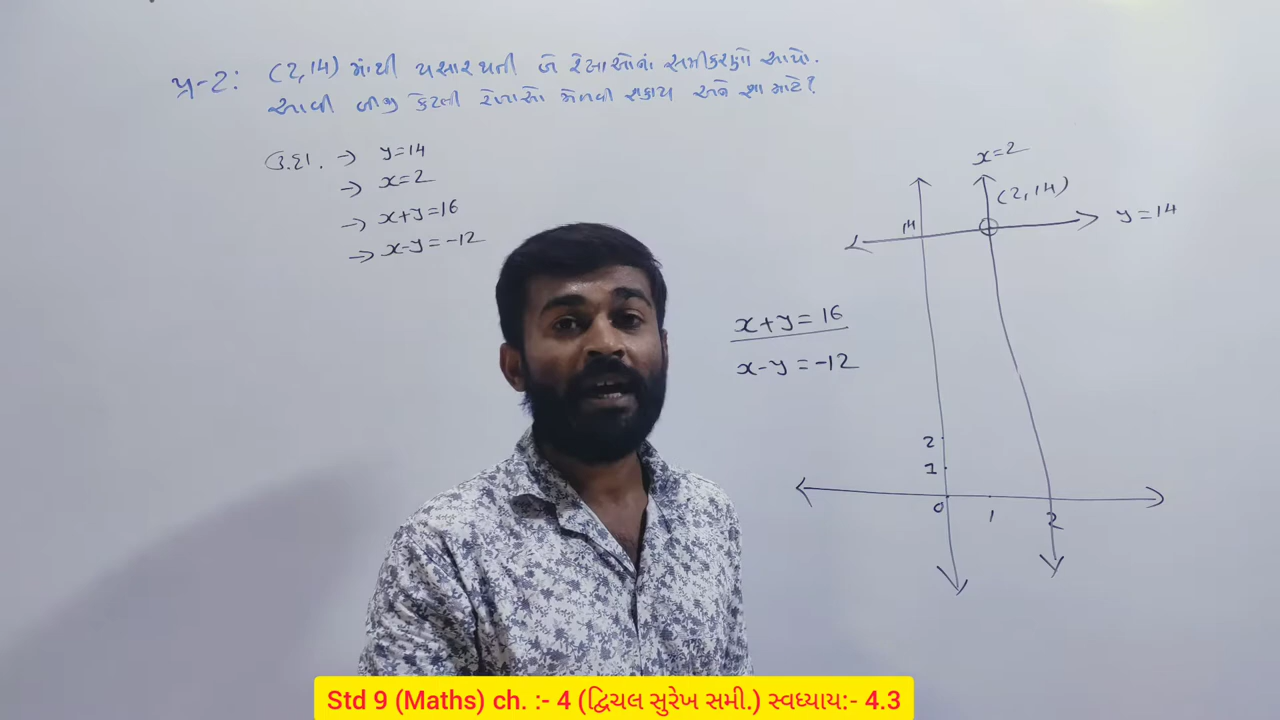 પ્ર-2: (2,14) માંથી પસાર થતી બે રેખાઓનાં સમીકરણો આપો.
આવી બીજી કેટલી રેખાઓ મેળવી શકાય અને શા માટે?
ઉ.દા. → y=14
→ x=2
→ x+y=16
→ x-y=-12
x=2
(2,14)
14
y=14
x+y=16
x-y=-12
2
1
0
1
2
Std 9 (Maths) ch. :- 4 (દ્વિચલ સુરેખ સમી.) સ્વધ્યાય:- 4.3